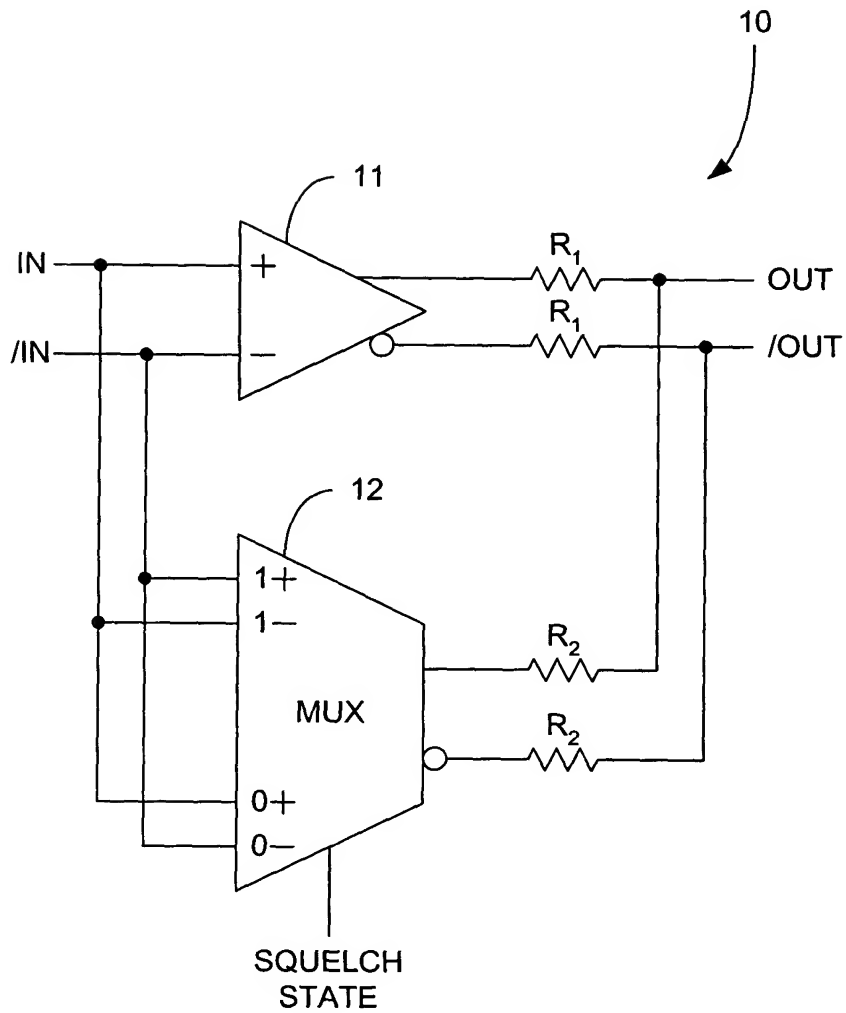 10
11
IN
+
R1
OUT
/IN
−
R1
/OUT
12
1+
1−
R2
MUX
R2
0+
0−
SQUELCH
STATE